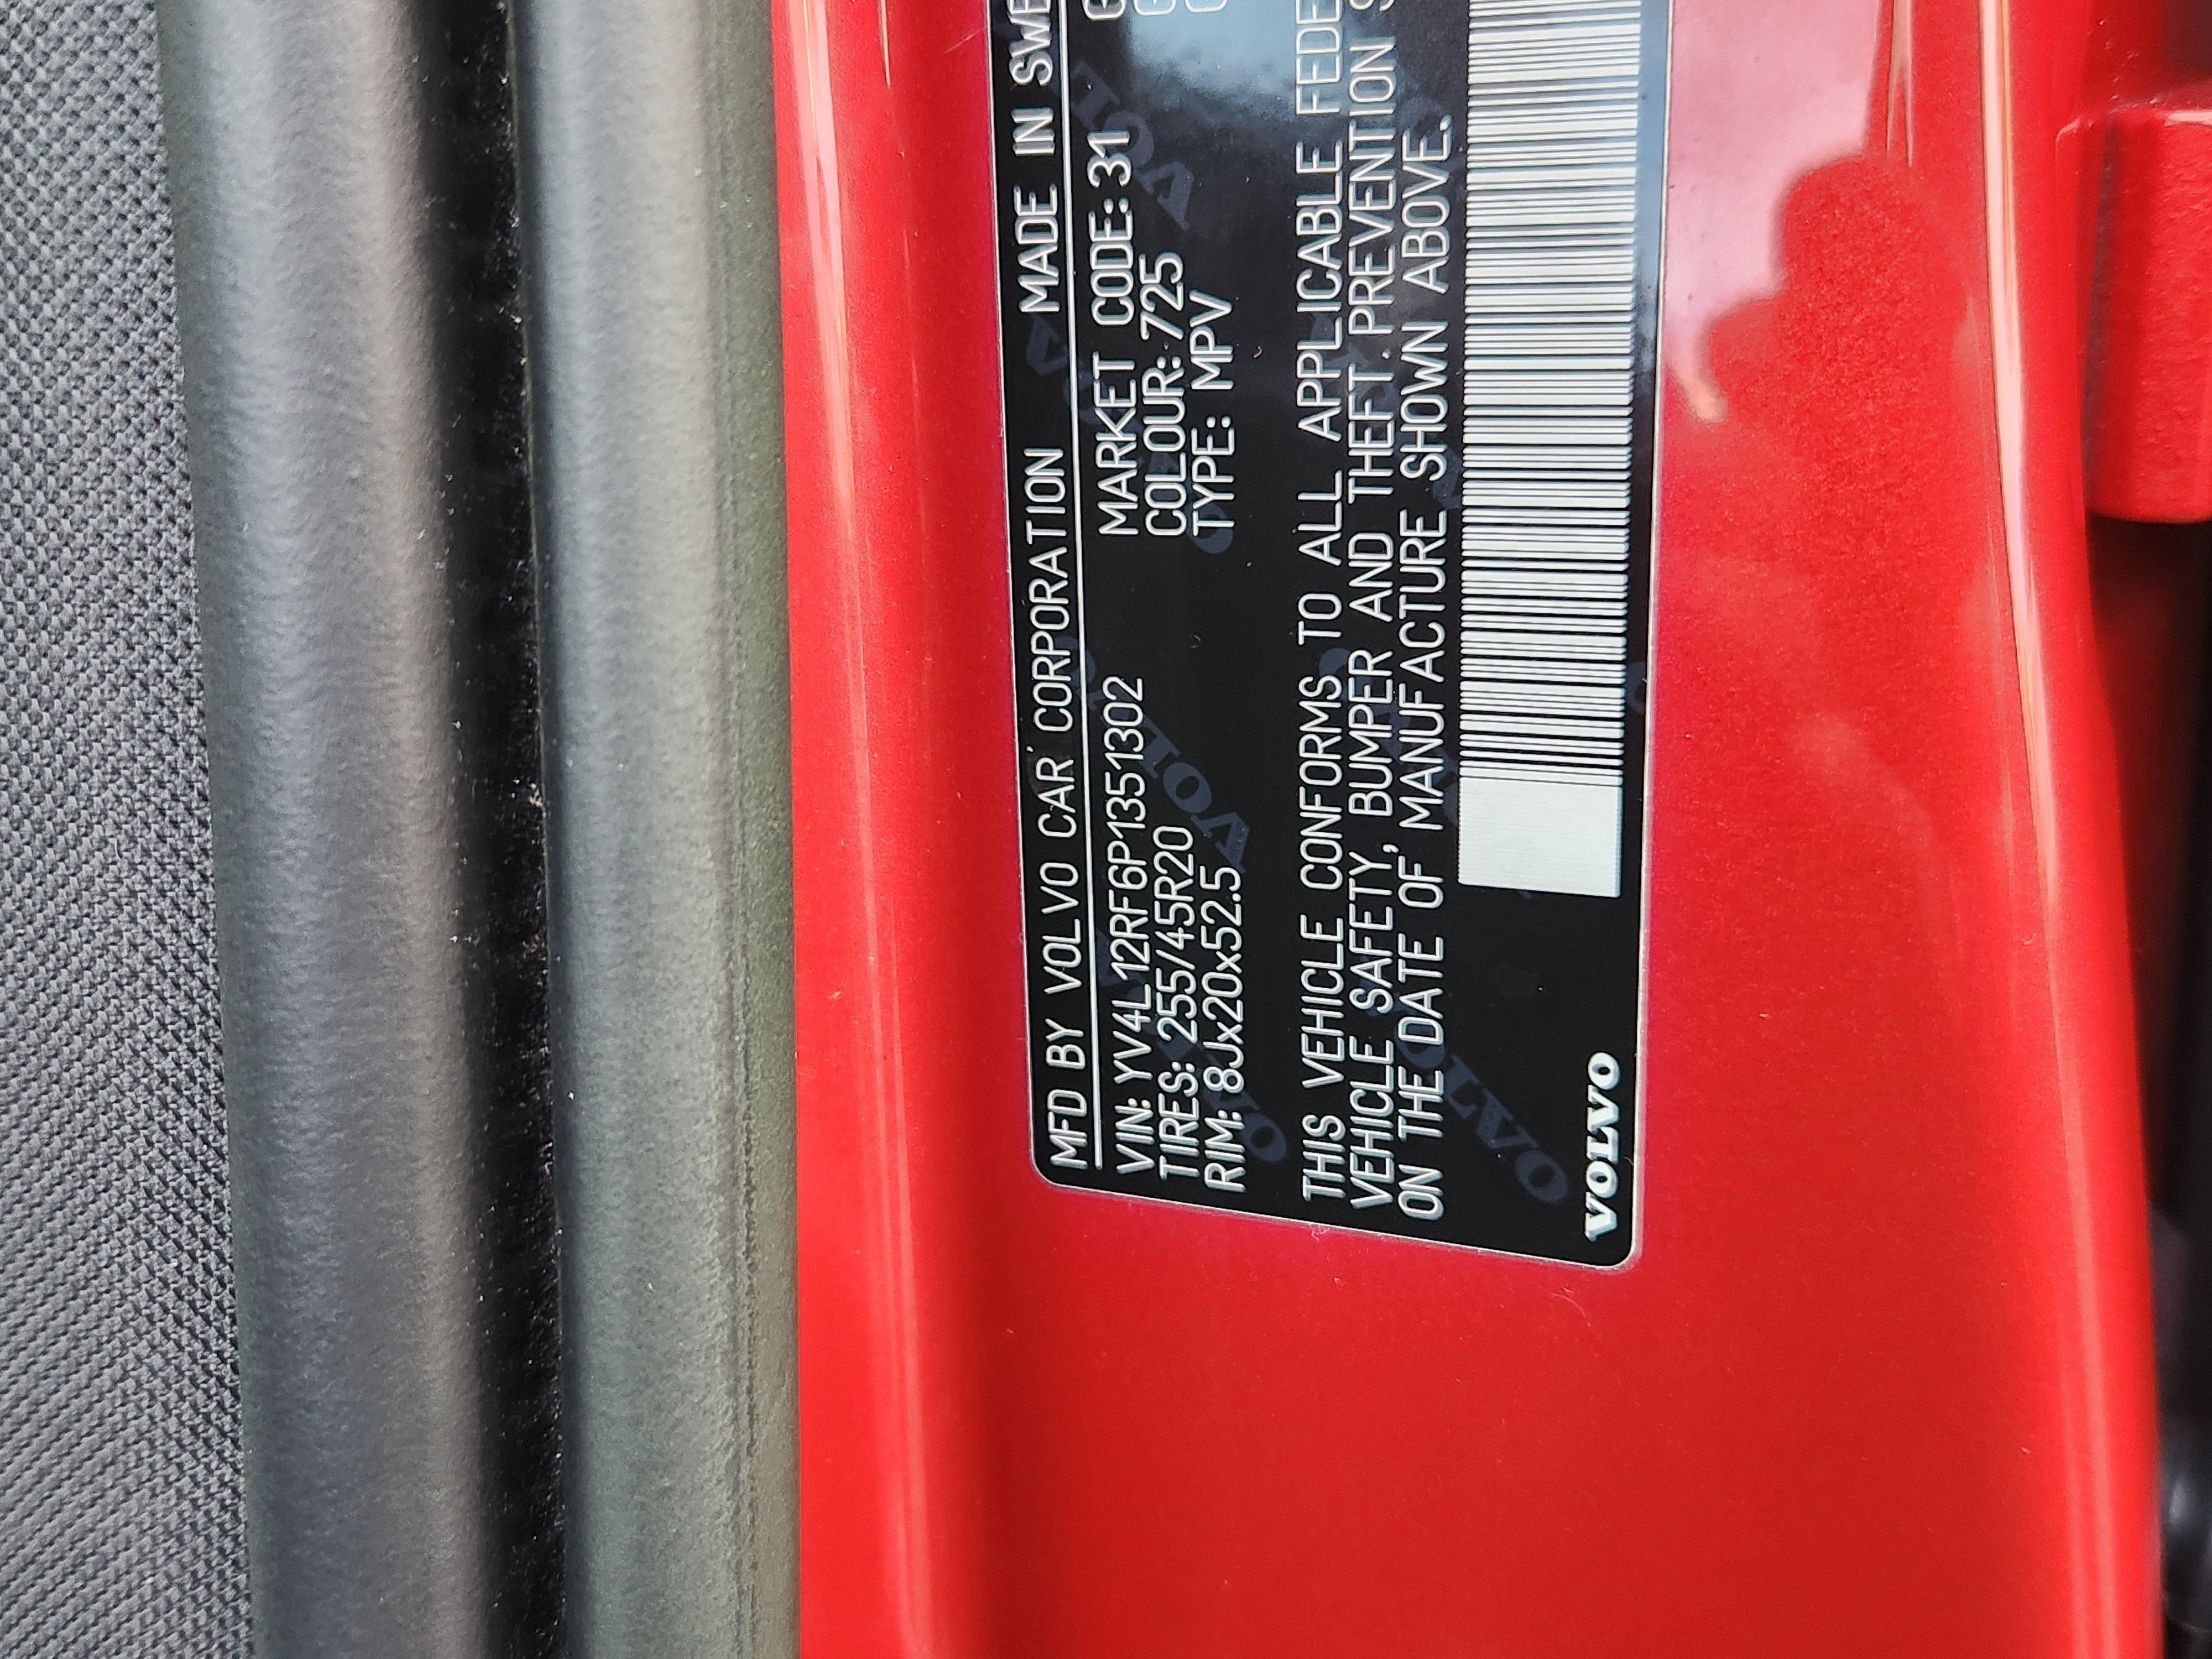 MFD BY VOLVO CAR CORPORATION MADE IN SWE
VIN: YV4L12RF6P1351302 MARKET CODE: 31
TIRES: 255/45R20 COLOUR: 725
RIM: 8Jx20x52.5 TYPE: MPV
THIS VEHICLE CONFORMS TO ALL APPLICABLE FEDE
VEHICLE SAFETY, BUMPER AND THEFT PREVENTION S
ON THE DATE OF MANUFACTURE SHOWN ABOVE.
VOLVO